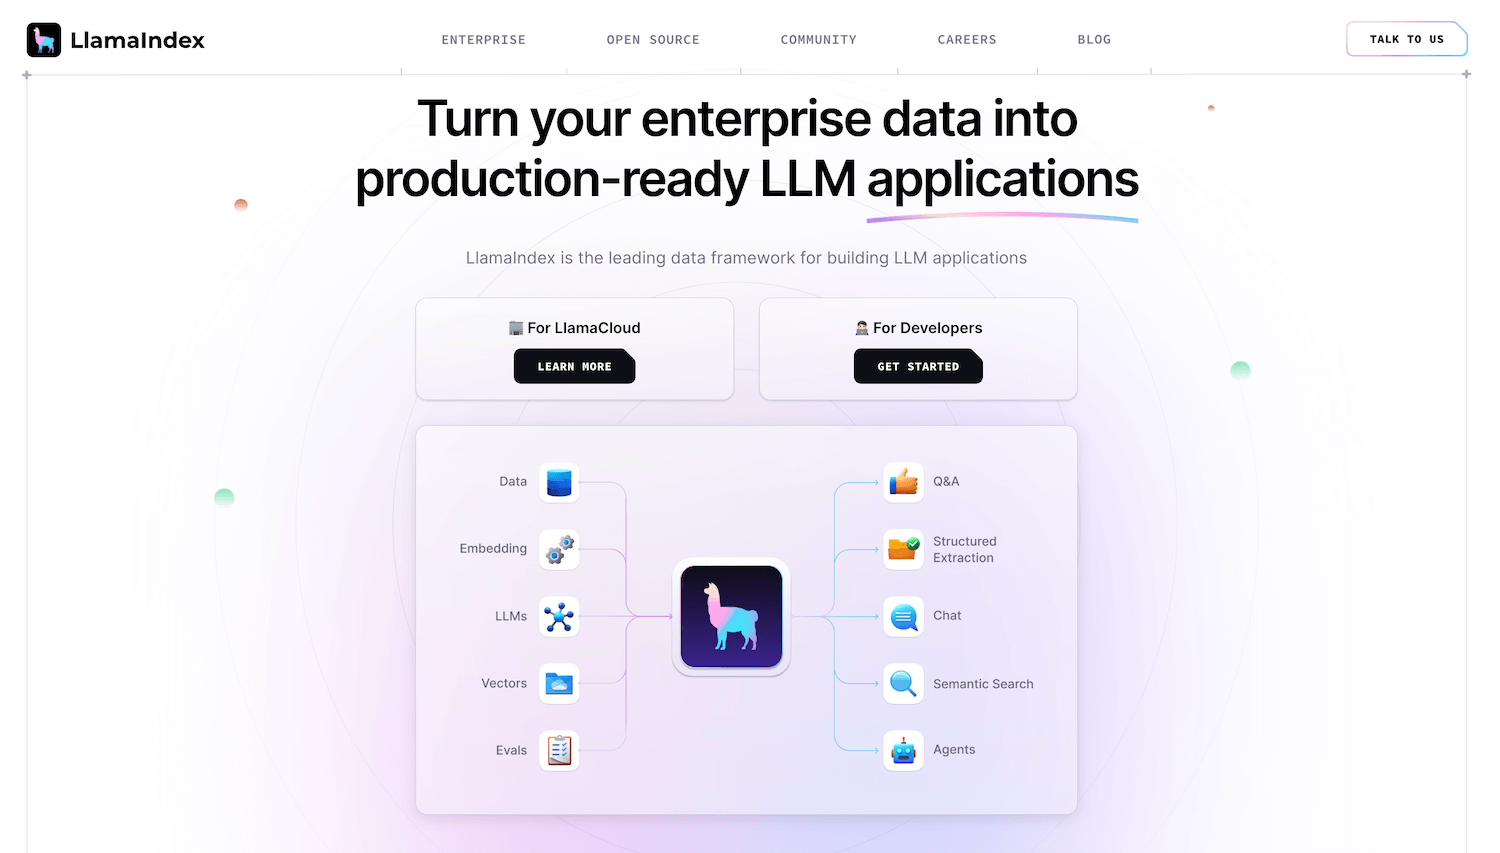 LlamaIndex
ENTERPRISE
OPEN SOURCE
COMMUNITY
CAREERS
BLOG
TALK TO US
Turn your enterprise data into
production-ready LLM applications
LlamaIndex is the leading data framework for building LLM applications
For LlamaCloud
LEARN MORE
For Developers
GET STARTED
Data
Embedding
LLMs
Vectors
Evals
Q&A
Structured
Extraction
Chat
Semantic Search
Agents